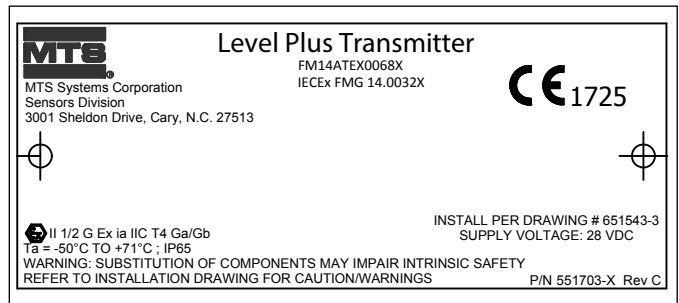 MTS
Level Plus Transmitter
FM14ATEX0068X
IECEx FMG 14.0032X
CE 1725
MTS Systems Corporation
Sensors Division
3001 Sheldon Drive, Cary, N.C. 27513
INSTALL PER DRAWING # 651543-3
SUPPLY VOLTAGE: 28 VDC
Ex II 1/2 G Ex ia IIC T4 Ga/Gb
Ta = -50°C TO +71°C ; IP65
WARNING: SUBSTITUTION OF COMPONENTS MAY IMPAIR INTRINSIC SAFETY
REFER TO INSTALLATION DRAWING FOR CAUTION/WARNINGS
P/N 551703-X Rev C